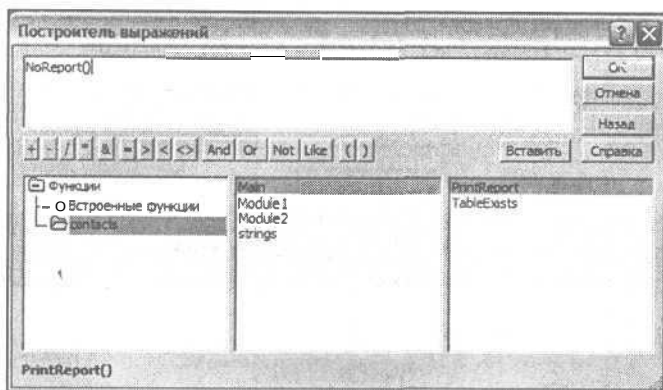 Построитель выражений
NoReport()
Ок
Отмена
Назад
+ - / * & = > < <> And Or Not Like ( )
Вставить
Справка
Функции
Встроенные функции
contacts
Main
Module1
Module2
strings
PrintReport
TableExists
PrintReport()